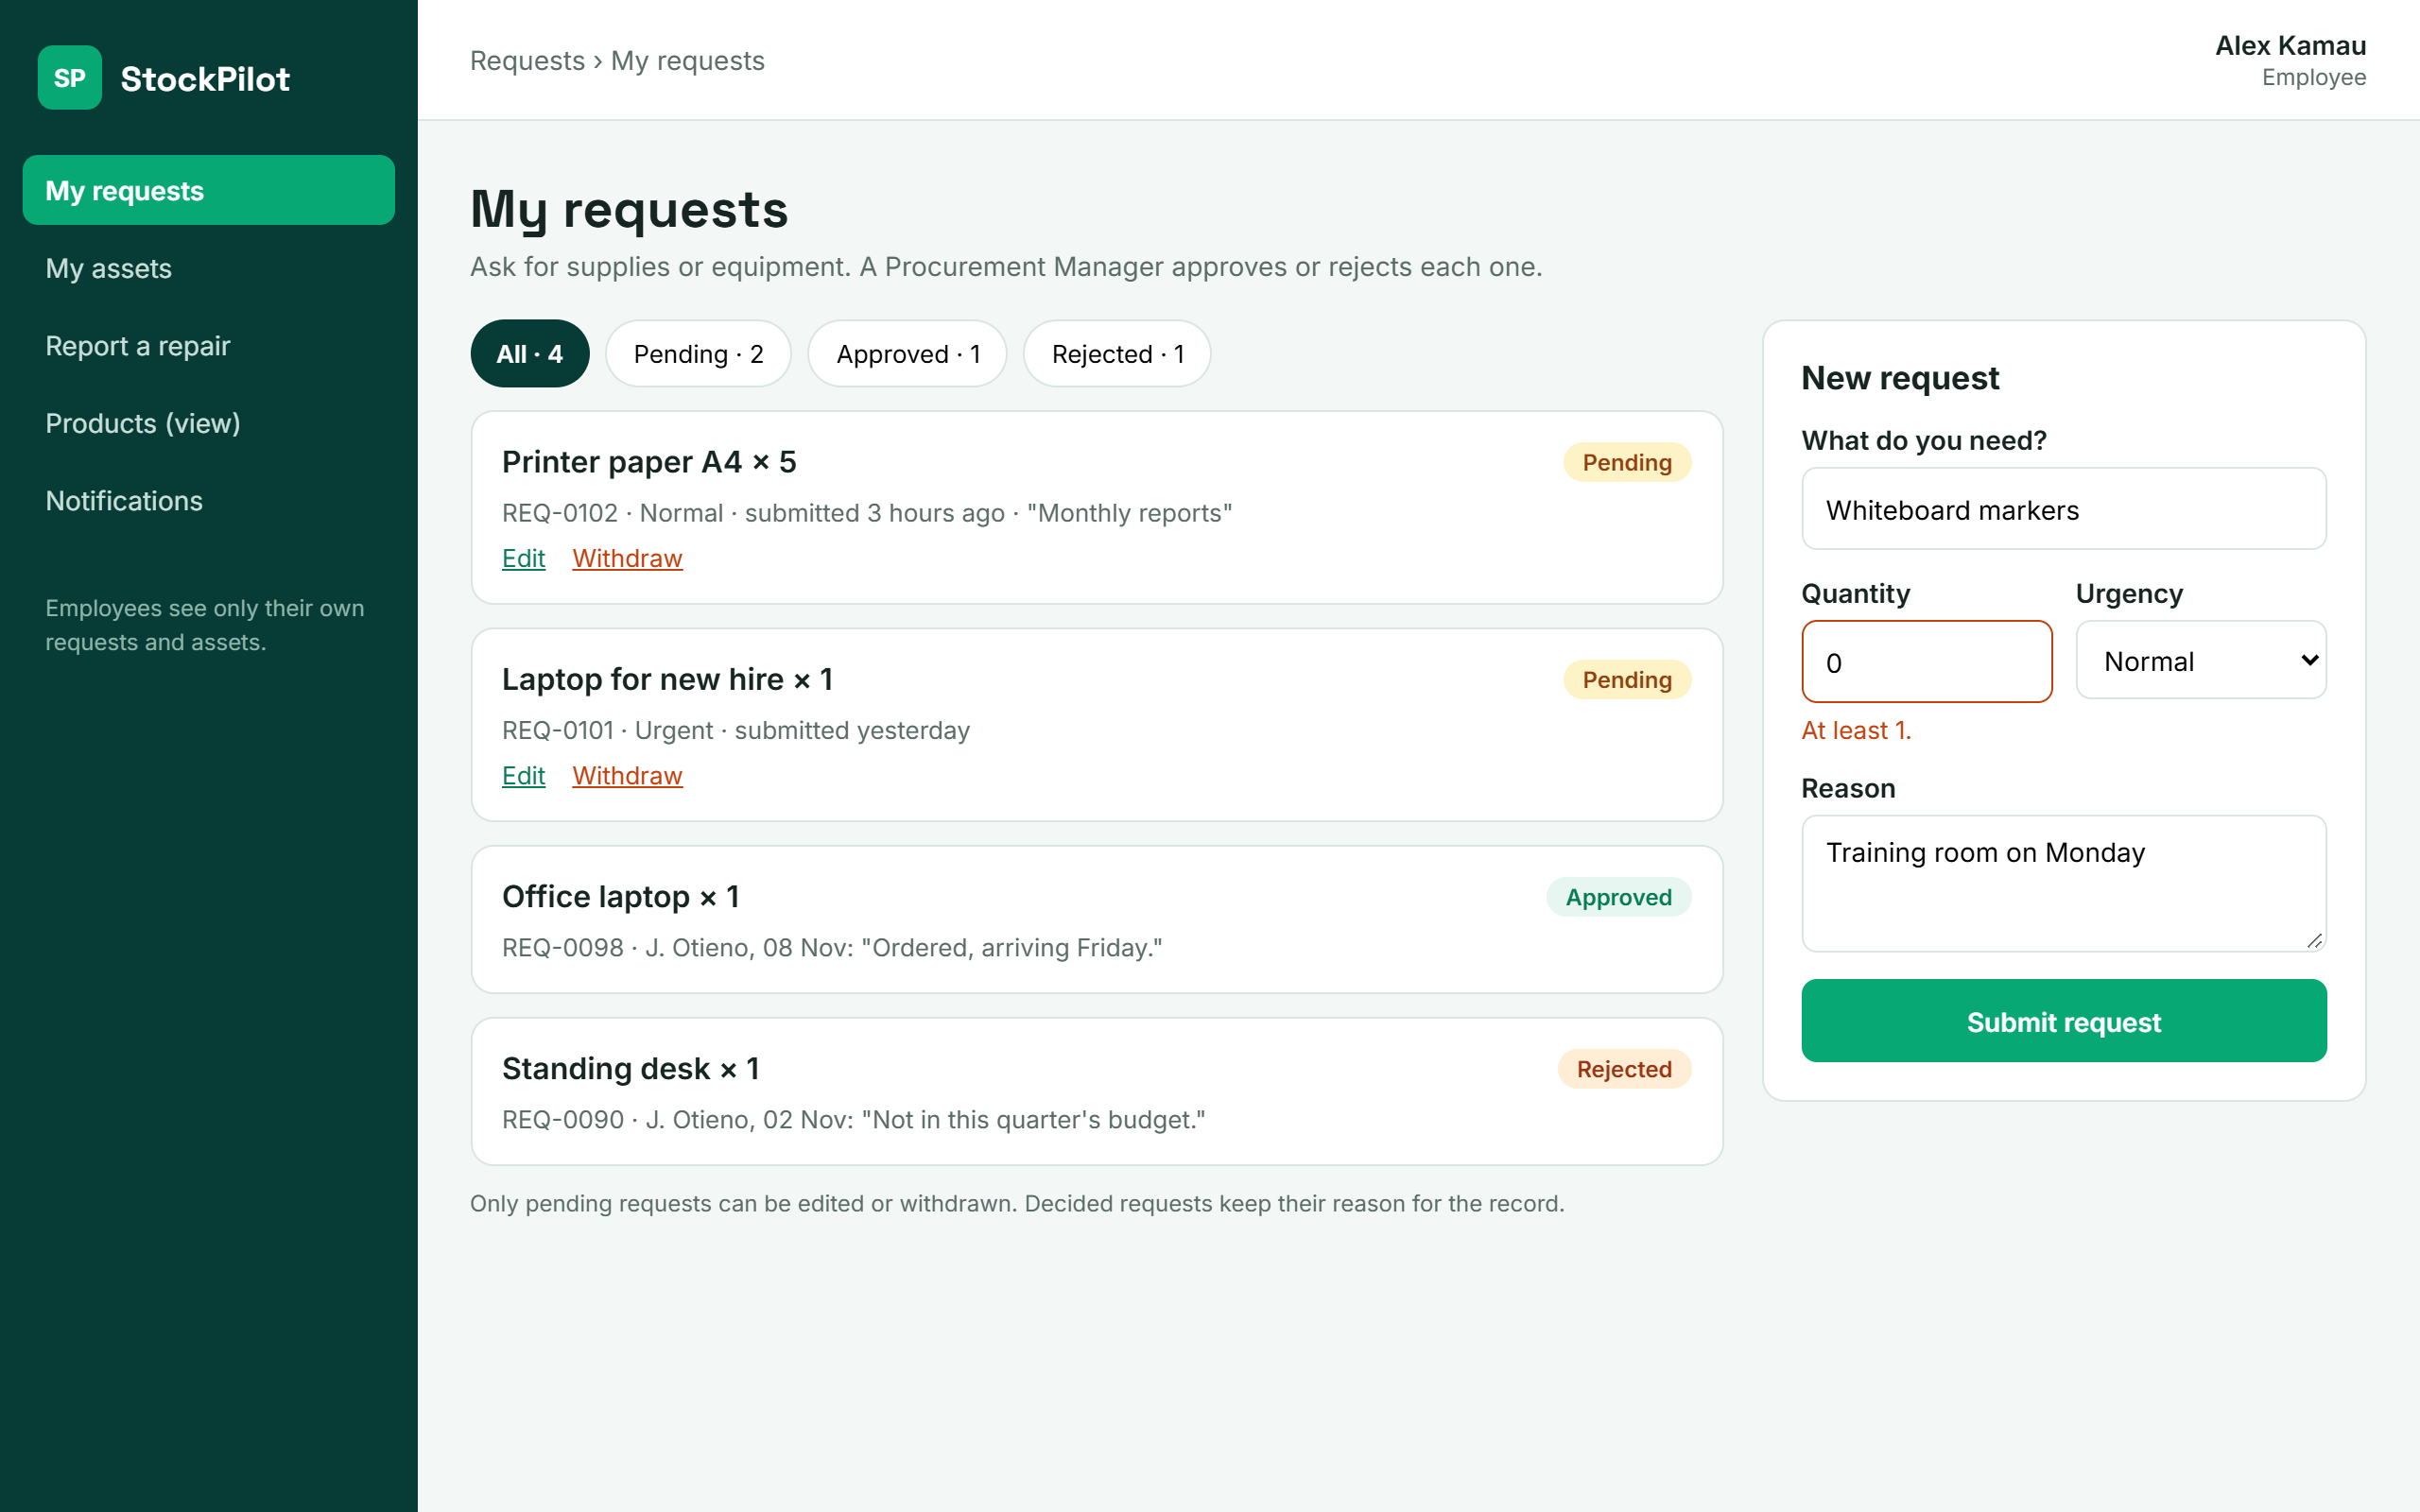 SP StockPilot
My requests
My assets
Report a repair
Products (view)
Notifications
Employees see only their own
requests and assets.
Requests › My requests
Alex Kamau
Employee
My requests
Ask for supplies or equipment. A Procurement Manager approves or rejects each one.
All · 4 Pending · 2 Approved · 1 Rejected · 1
Printer paper A4 × 5 Pending
REQ-0102 · Normal · submitted 3 hours ago · "Monthly reports"
Edit Withdraw
Laptop for new hire × 1 Pending
REQ-0101 · Urgent · submitted yesterday
Edit Withdraw
Office laptop × 1 Approved
REQ-0098 · J. Otieno, 08 Nov: "Ordered, arriving Friday."
Standing desk × 1 Rejected
REQ-0090 · J. Otieno, 02 Nov: "Not in this quarter's budget."
Only pending requests can be edited or withdrawn. Decided requests keep their reason for the record.
New request
What do you need?
Whiteboard markers
Quantity Urgency
0 Normal
At least 1.
Reason
Training room on Monday
Submit request